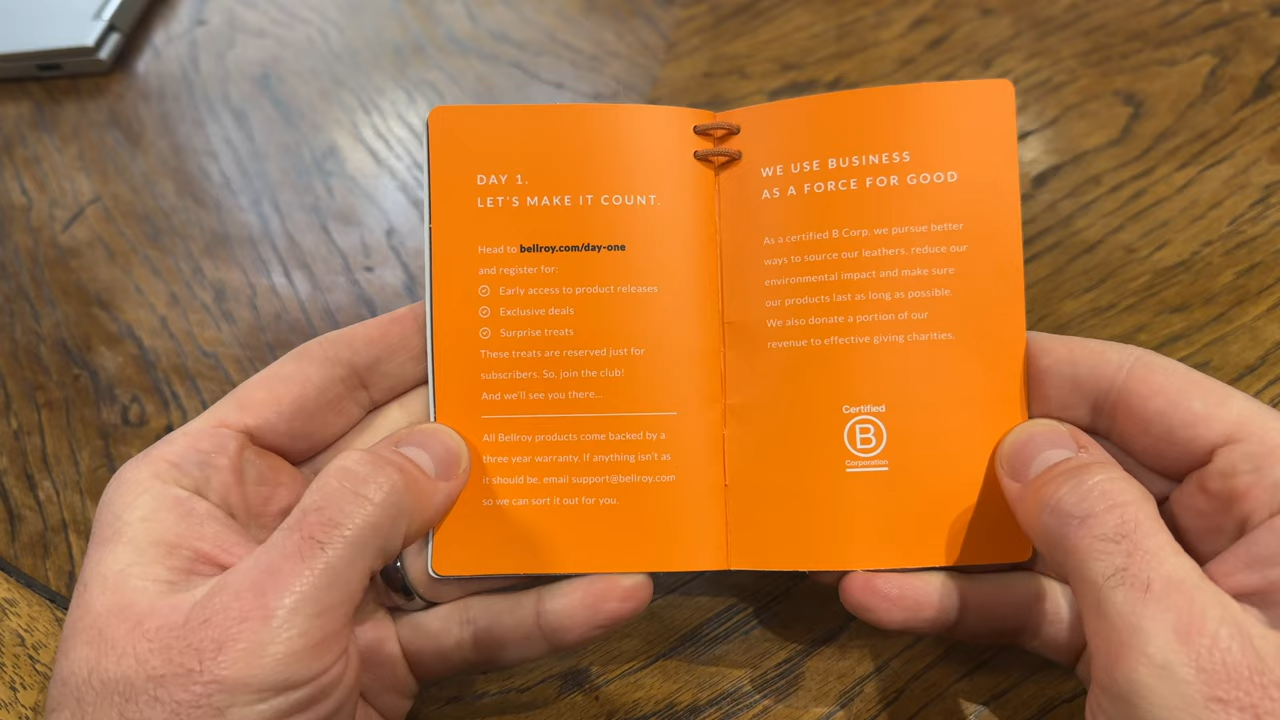 DAY 1.
LET'S MAKE IT COUNT.
Head to bellroy.com/day-one
and register for:
Early access to product releases
Exclusive deals
Surprise treats
These treats are reserved just for
subscribers. So, join the club!
And we'll see you there...
All Bellroy products come backed by a
three year warranty. If anything isn't as
it should be, email support@bellroy.com
so we can sort it out for you.
WE USE BUSINESS
AS A FORCE FOR GOOD
As a certified B Corp, we pursue better
ways to source our leathers, reduce our
environmental impact and make sure
our products last as long as possible.
We also donate a portion of our
revenue to effective giving charities.
Certified
B
Corporation